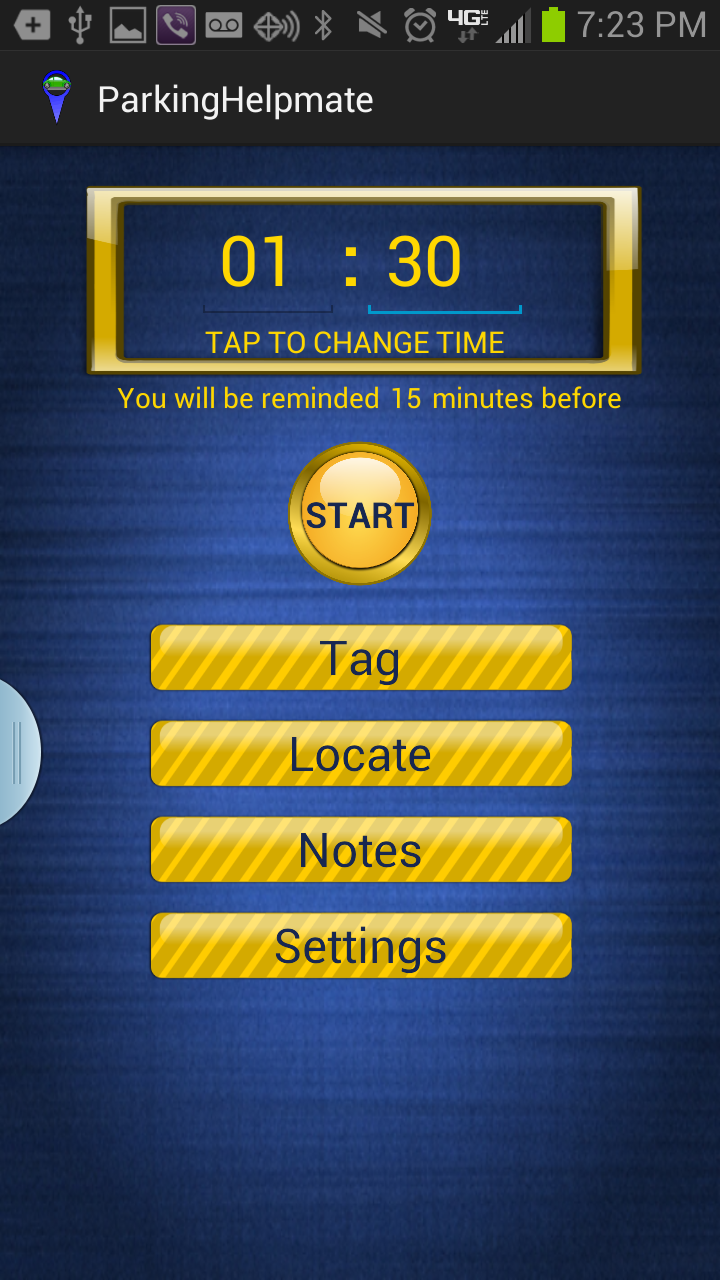 4G LTE 7:23 PM
ParkingHelpmate
01 : 30
TAP TO CHANGE TIME
You will be reminded 15 minutes before
START
Tag
Locate
Notes
Settings